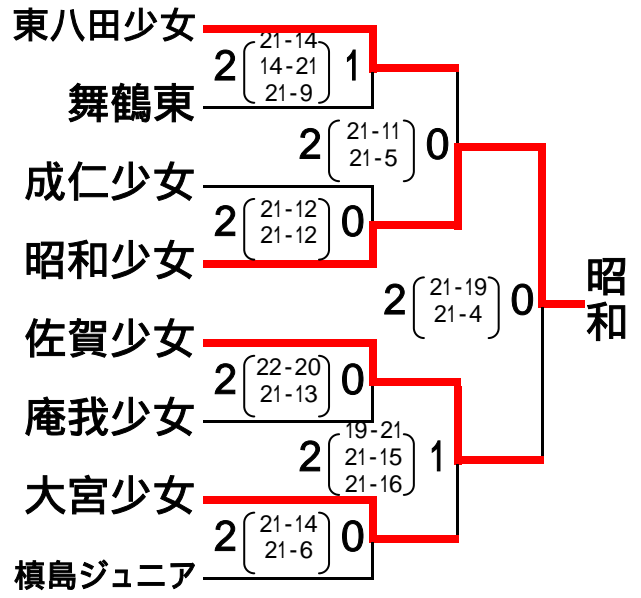 東八田少女
2 21-14 1
14-21
21-9
舞鶴東
2 21-11 0
21-5
成仁少女
2 21-12 0
21-12
昭和少女
2 21-19 0
21-4
昭和
佐賀少女
2 22-20 0
21-13
庵我少女
2 19-21 1
21-15
21-16
大宮少女
2 21-14 0
21-6
槙島ジュニア